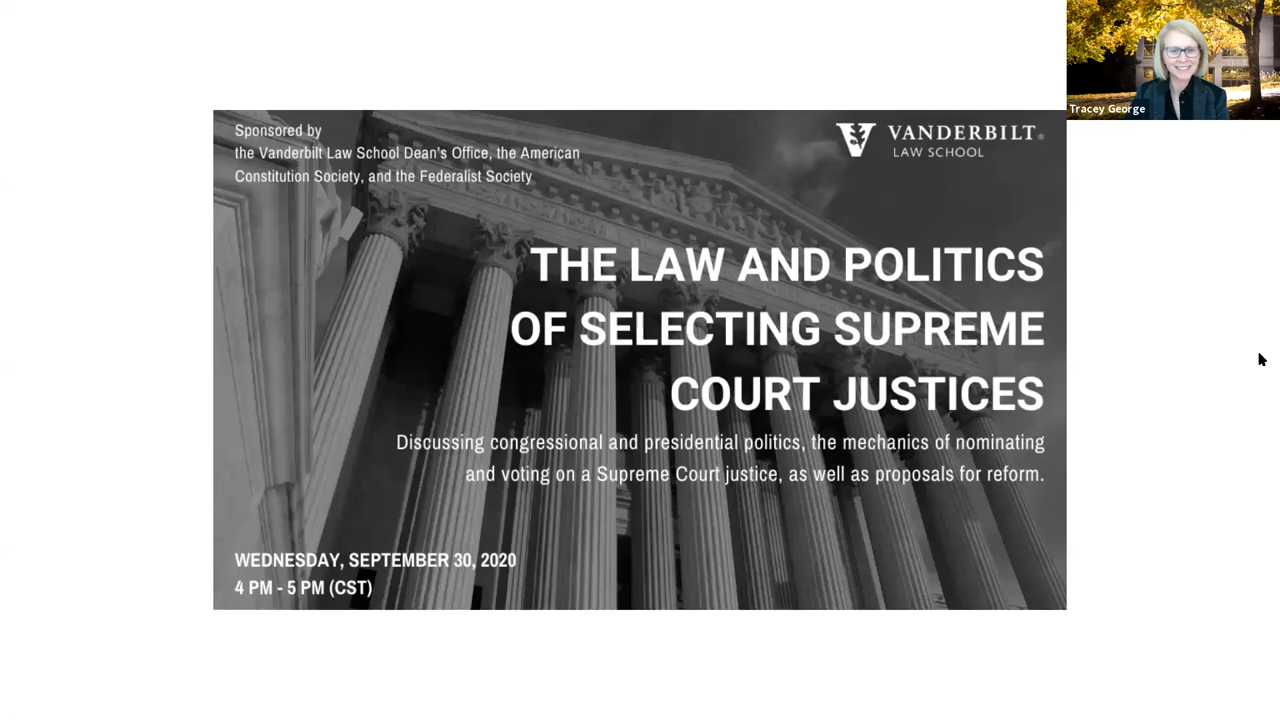 Tracey George
Sponsored by
the Vanderbilt Law School Dean's Office, the American
Constitution Society, and the Federalist Society
VANDERBILT®
LAW SCHOOL
THE LAW AND POLITICS
OF SELECTING SUPREME
COURT JUSTICES
Discussing congressional and presidential politics, the mechanics of nominating
and voting on a Supreme Court justice, as well as proposals for reform.
WEDNESDAY, SEPTEMBER 30, 2020
4 PM - 5 PM (CST)